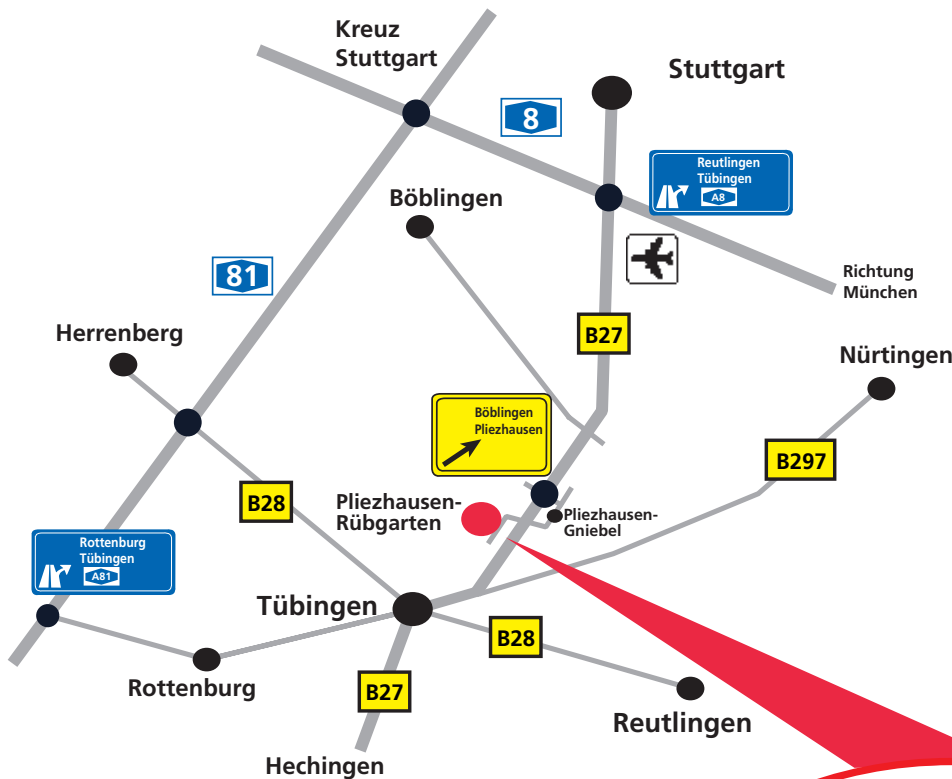 Kreuz
Stuttgart
Stuttgart
8
Reutlingen
Tübingen
A8
Böblingen
81
Richtung
München
Herrenberg
B27
Nürtingen
Böblingen
Pliezhausen
B297
B28
Pliezhausen-
Rübgarten
Pliezhausen-
Gniebel
Rottenburg
Tübingen
A81
Tübingen
B28
Rottenburg
B27
Reutlingen
Hechingen